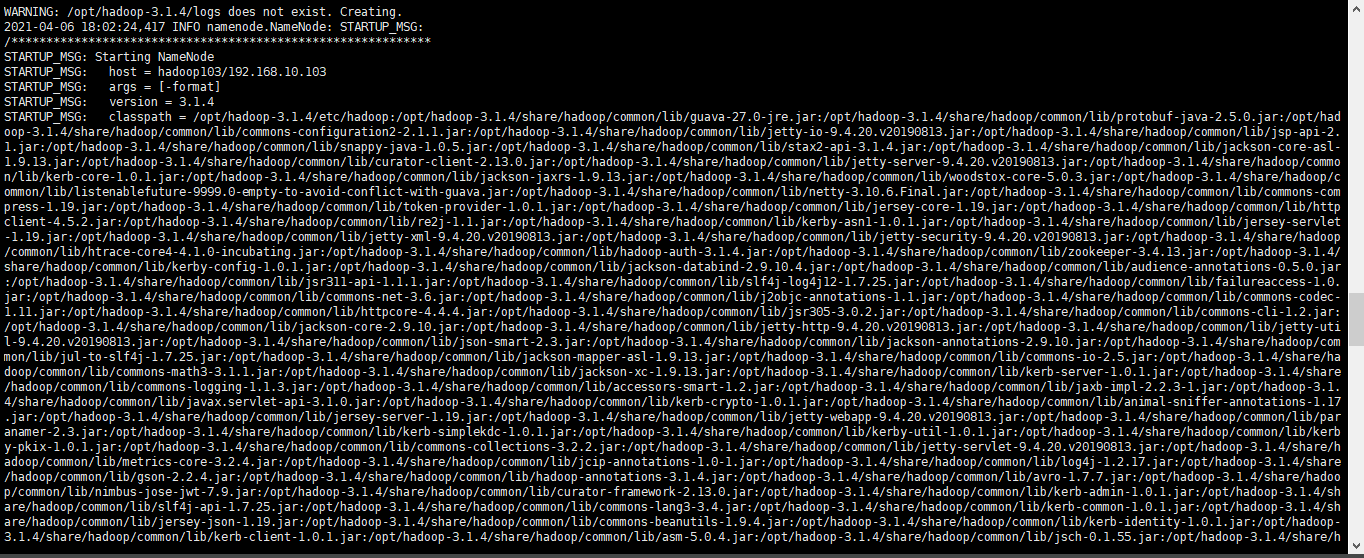 WARNING: /opt/hadoop-3.1.4/logs does not exist. Creating.
2021-04-06 18:02:24,417 INFO namenode.NameNode: STARTUP_MSG:
/************************************************************
STARTUP_MSG: Starting NameNode
STARTUP_MSG:   host = hadoop103/192.168.10.103
STARTUP_MSG:   args = [-format]
STARTUP_MSG:   version = 3.1.4
STARTUP_MSG:   classpath = /opt/hadoop-3.1.4/etc/hadoop:/opt/hadoop-3.1.4/share/hadoop/common/lib/guava-27.0-jre.jar:/opt/hadoop-3.1.4/share/hadoop/common/lib/protobuf-java-2.5.0.jar:/opt/had
oop-3.1.4/share/hadoop/common/lib/commons-configuration2-2.1.1.jar:/opt/hadoop-3.1.4/share/hadoop/common/lib/jetty-io-9.4.20.v20190813.jar:/opt/hadoop-3.1.4/share/hadoop/common/lib/jsp-api-2.
1.jar:/opt/hadoop-3.1.4/share/hadoop/common/lib/snappy-java-1.0.5.jar:/opt/hadoop-3.1.4/share/hadoop/common/lib/stax2-api-3.1.4.jar:/opt/hadoop-3.1.4/share/hadoop/common/lib/jackson-core-asl-
1.9.13.jar:/opt/hadoop-3.1.4/share/hadoop/common/lib/curator-client-2.13.0.jar:/opt/hadoop-3.1.4/share/hadoop/common/lib/jetty-server-9.4.20.v20190813.jar:/opt/hadoop-3.1.4/share/hadoop/commo
n/lib/kerb-core-1.0.1.jar:/opt/hadoop-3.1.4/share/hadoop/common/lib/jackson-jaxrs-1.9.13.jar:/opt/hadoop-3.1.4/share/hadoop/common/lib/woodstox-core-5.0.3.jar:/opt/hadoop-3.1.4/share/hadoop/c
ommon/lib/listenablefuture-9999.0-empty-to-avoid-conflict-with-guava.jar:/opt/hadoop-3.1.4/share/hadoop/common/lib/netty-3.10.6.Final.jar:/opt/hadoop-3.1.4/share/hadoop/common/lib/commons-com
press-1.19.jar:/opt/hadoop-3.1.4/share/hadoop/common/lib/token-provider-1.0.1.jar:/opt/hadoop-3.1.4/share/hadoop/common/lib/jersey-core-1.19.jar:/opt/hadoop-3.1.4/share/hadoop/common/lib/http
client-4.5.2.jar:/opt/hadoop-3.1.4/share/hadoop/common/lib/re2j-1.1.jar:/opt/hadoop-3.1.4/share/hadoop/common/lib/kerby-asn1-1.0.1.jar:/opt/hadoop-3.1.4/share/hadoop/common/lib/jersey-servlet
-1.19.jar:/opt/hadoop-3.1.4/share/hadoop/common/lib/jetty-xml-9.4.20.v20190813.jar:/opt/hadoop-3.1.4/share/hadoop/common/lib/jetty-security-9.4.20.v20190813.jar:/opt/hadoop-3.1.4/share/hadoop
/common/lib/htrace-core4-4.1.0-incubating.jar:/opt/hadoop-3.1.4/share/hadoop/common/lib/hadoop-auth-3.1.4.jar:/opt/hadoop-3.1.4/share/hadoop/common/lib/zookeeper-3.4.13.jar:/opt/hadoop-3.1.4/
share/hadoop/common/lib/kerby-config-1.0.1.jar:/opt/hadoop-3.1.4/share/hadoop/common/lib/jackson-databind-2.9.10.4.jar:/opt/hadoop-3.1.4/share/hadoop/common/lib/audience-annotations-0.5.0.jar
:/opt/hadoop-3.1.4/share/hadoop/common/lib/jsr311-api-1.1.1.jar:/opt/hadoop-3.1.4/share/hadoop/common/lib/slf4j-log4j12-1.7.25.jar:/opt/hadoop-3.1.4/share/hadoop/common/lib/failureaccess-1.0.
jar:/opt/hadoop-3.1.4/share/hadoop/common/lib/commons-net-3.6.jar:/opt/hadoop-3.1.4/share/hadoop/common/lib/j2objc-annotations-1.1.jar:/opt/hadoop-3.1.4/share/hadoop/common/lib/commons-codec-
1.11.jar:/opt/hadoop-3.1.4/share/hadoop/common/lib/httpcore-4.4.4.jar:/opt/hadoop-3.1.4/share/hadoop/common/lib/jsr305-3.0.2.jar:/opt/hadoop-3.1.4/share/hadoop/common/lib/commons-cli-1.2.jar:
/opt/hadoop-3.1.4/share/hadoop/common/lib/jackson-core-2.9.10.jar:/opt/hadoop-3.1.4/share/hadoop/common/lib/jetty-http-9.4.20.v20190813.jar:/opt/hadoop-3.1.4/share/hadoop/common/lib/jetty-uti
l-9.4.20.v20190813.jar:/opt/hadoop-3.1.4/share/hadoop/common/lib/json-smart-2.3.jar:/opt/hadoop-3.1.4/share/hadoop/common/lib/jackson-annotations-2.9.10.jar:/opt/hadoop-3.1.4/share/hadoop/com
mon/lib/jul-to-slf4j-1.7.25.jar:/opt/hadoop-3.1.4/share/hadoop/common/lib/jackson-mapper-asl-1.9.13.jar:/opt/hadoop-3.1.4/share/hadoop/common/lib/commons-io-2.5.jar:/opt/hadoop-3.1.4/share/ha
doop/common/lib/commons-math3-3.1.1.jar:/opt/hadoop-3.1.4/share/hadoop/common/lib/jackson-xc-1.9.13.jar:/opt/hadoop-3.1.4/share/hadoop/common/lib/kerb-server-1.0.1.jar:/opt/hadoop-3.1.4/share
/hadoop/common/lib/commons-logging-1.1.3.jar:/opt/hadoop-3.1.4/share/hadoop/common/lib/accessors-smart-1.2.jar:/opt/hadoop-3.1.4/share/hadoop/common/lib/jaxb-impl-2.2.3-1.jar:/opt/hadoop-3.1.
4/share/hadoop/common/lib/javax.servlet-api-3.1.0.jar:/opt/hadoop-3.1.4/share/hadoop/common/lib/kerb-crypto-1.0.1.jar:/opt/hadoop-3.1.4/share/hadoop/common/lib/animal-sniffer-annotations-1.17
.jar:/opt/hadoop-3.1.4/share/hadoop/common/lib/jersey-server-1.19.jar:/opt/hadoop-3.1.4/share/hadoop/common/lib/jetty-webapp-9.4.20.v20190813.jar:/opt/hadoop-3.1.4/share/hadoop/common/lib/par
anamer-2.3.jar:/opt/hadoop-3.1.4/share/hadoop/common/lib/kerb-simplekdc-1.0.1.jar:/opt/hadoop-3.1.4/share/hadoop/common/lib/kerby-util-1.0.1.jar:/opt/hadoop-3.1.4/share/hadoop/common/lib/kerb
y-pkix-1.0.1.jar:/opt/hadoop-3.1.4/share/hadoop/common/lib/commons-collections-3.2.2.jar:/opt/hadoop-3.1.4/share/hadoop/common/lib/jetty-servlet-9.4.20.v20190813.jar:/opt/hadoop-3.1.4/share/h
adoop/common/lib/metrics-core-3.2.4.jar:/opt/hadoop-3.1.4/share/hadoop/common/lib/jcip-annotations-1.0-1.jar:/opt/hadoop-3.1.4/share/hadoop/common/lib/log4j-1.2.17.jar:/opt/hadoop-3.1.4/share
/hadoop/common/lib/gson-2.2.4.jar:/opt/hadoop-3.1.4/share/hadoop/common/lib/hadoop-annotations-3.1.4.jar:/opt/hadoop-3.1.4/share/hadoop/common/lib/avro-1.7.7.jar:/opt/hadoop-3.1.4/share/hadoo
p/common/lib/nimbus-jose-jwt-7.9.jar:/opt/hadoop-3.1.4/share/hadoop/common/lib/curator-framework-2.13.0.jar:/opt/hadoop-3.1.4/share/hadoop/common/lib/kerb-admin-1.0.1.jar:/opt/hadoop-3.1.4/sh
are/hadoop/common/lib/slf4j-api-1.7.25.jar:/opt/hadoop-3.1.4/share/hadoop/common/lib/commons-lang3-3.4.jar:/opt/hadoop-3.1.4/share/hadoop/common/lib/kerb-common-1.0.1.jar:/opt/hadoop-3.1.4/sh
are/hadoop/common/lib/jersey-json-1.19.jar:/opt/hadoop-3.1.4/share/hadoop/common/lib/commons-beanutils-1.9.4.jar:/opt/hadoop-3.1.4/share/hadoop/common/lib/kerb-identity-1.0.1.jar:/opt/hadoop-
3.1.4/share/hadoop/common/lib/kerb-client-1.0.1.jar:/opt/hadoop-3.1.4/share/hadoop/common/lib/asm-5.0.4.jar:/opt/hadoop-3.1.4/share/hadoop/common/lib/jsch-0.1.55.jar:/opt/hadoop-3.1.4/share/h